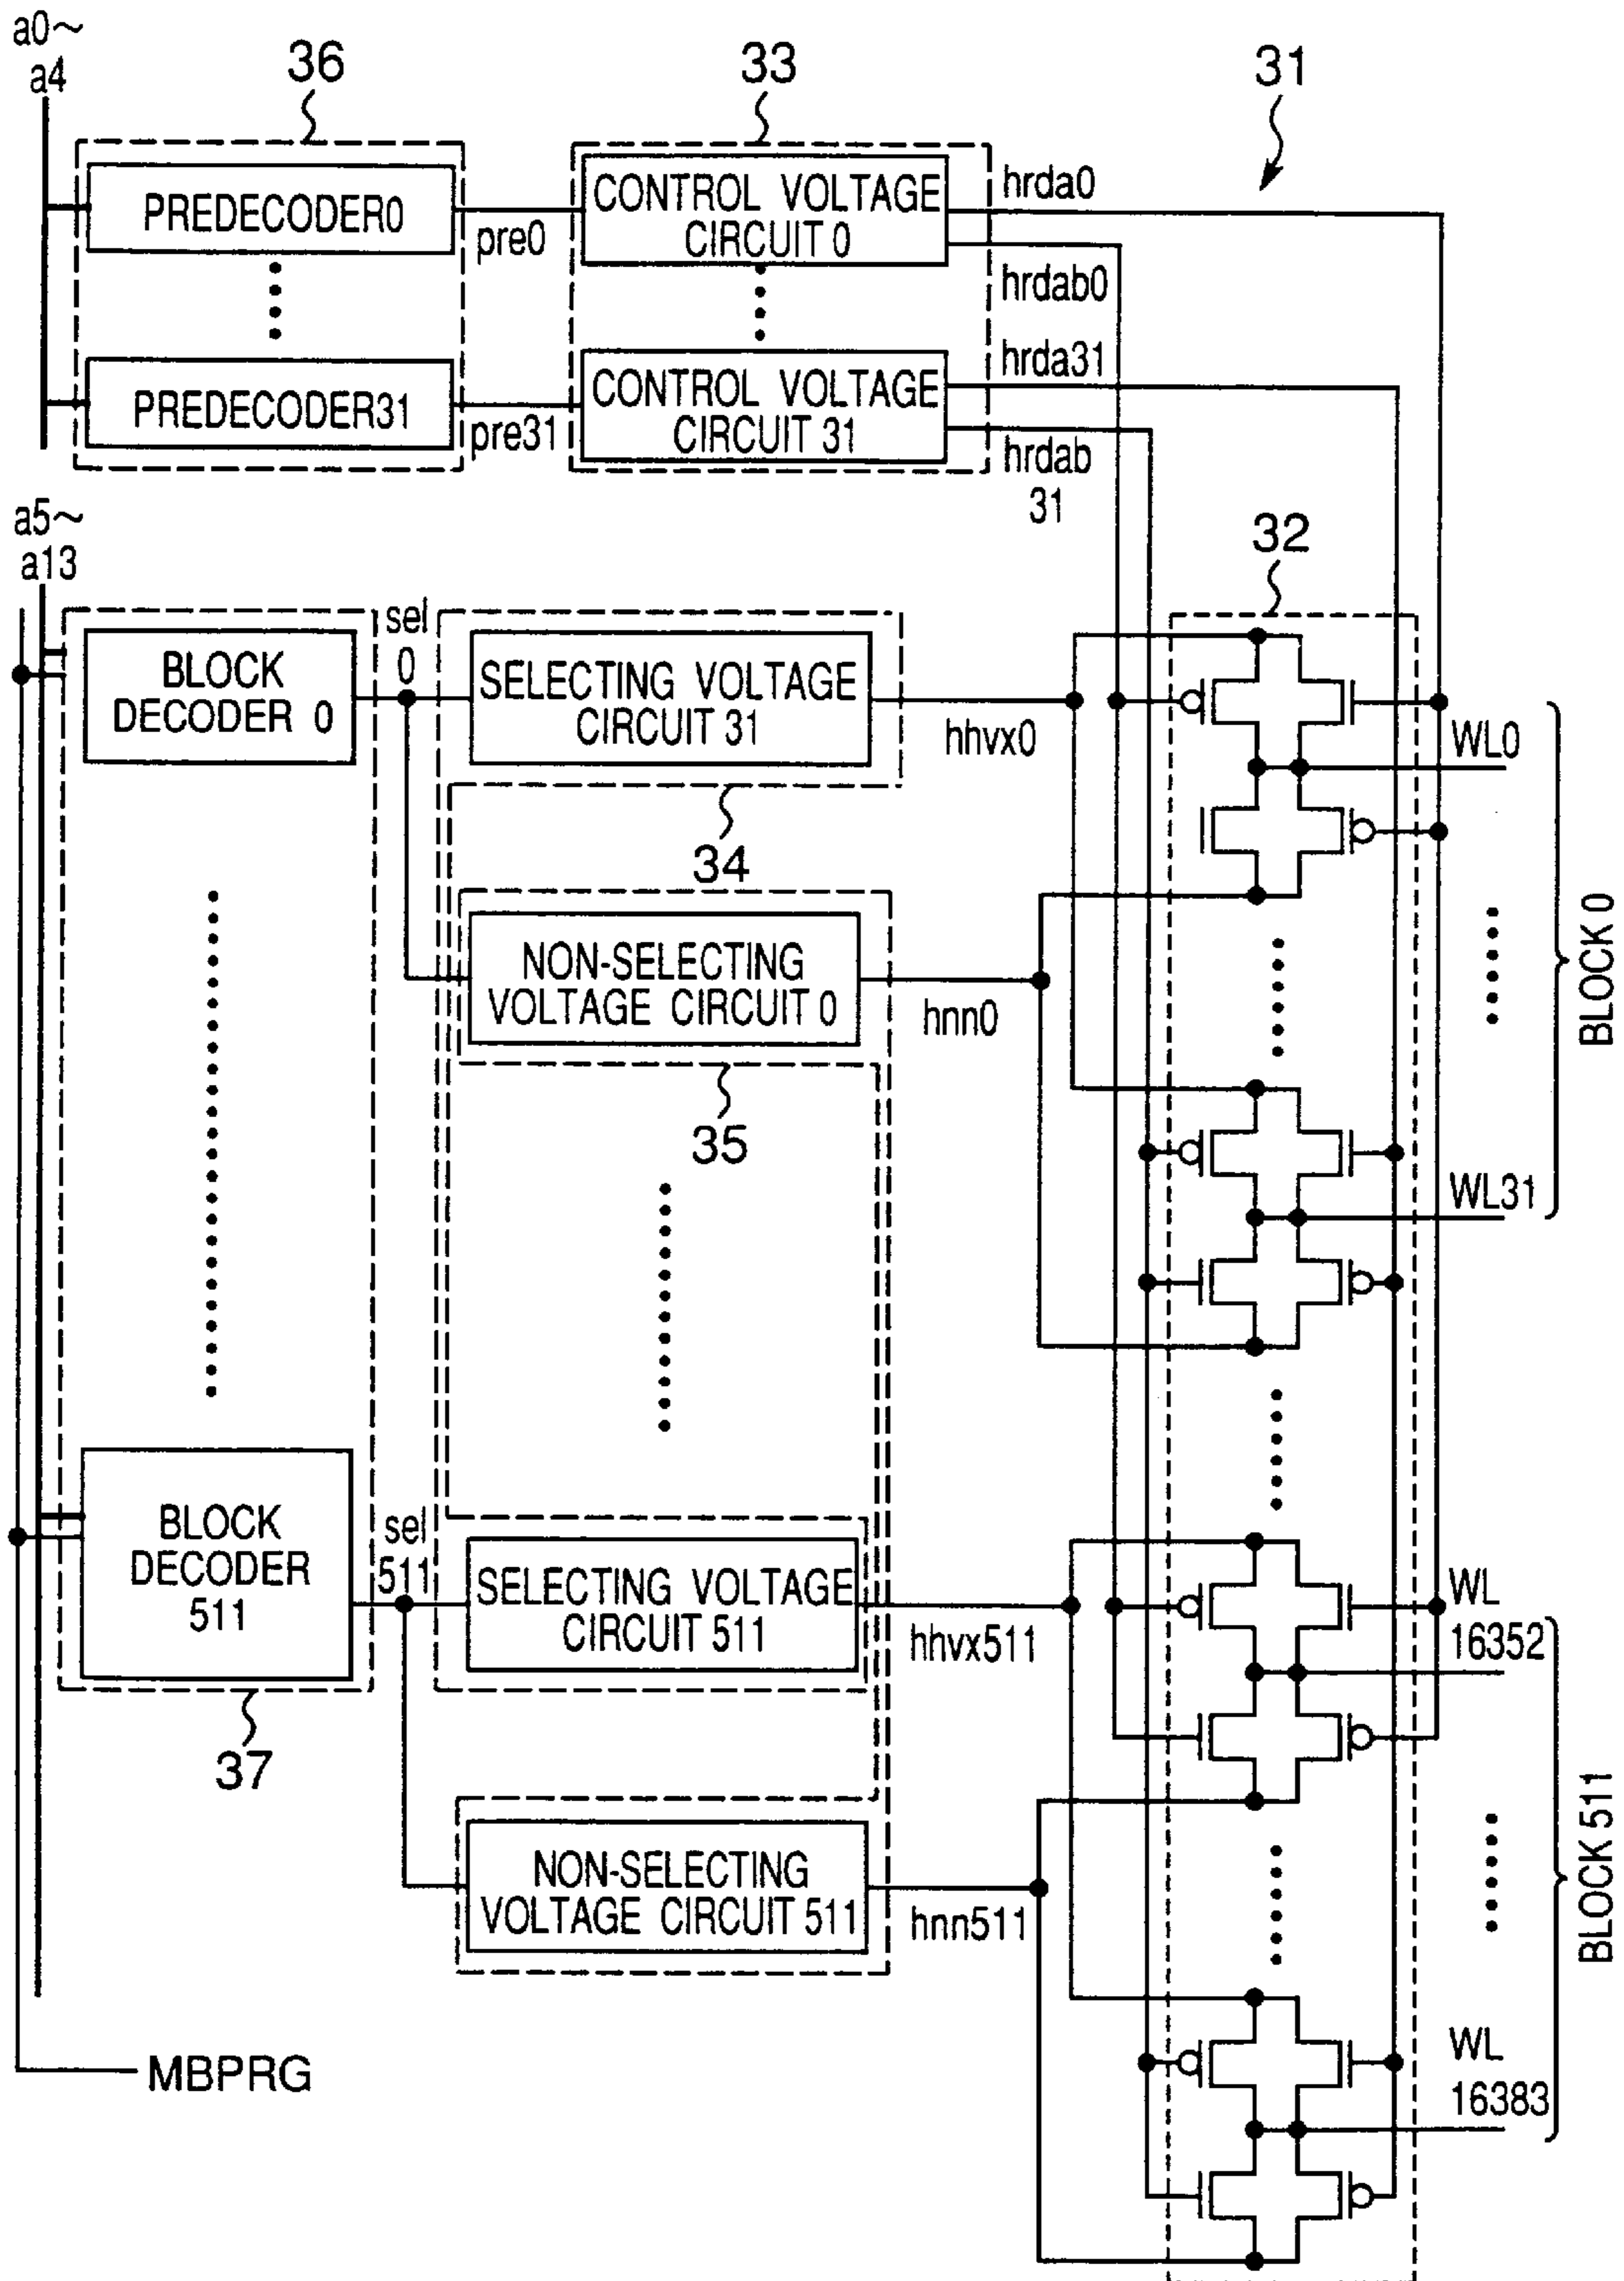 a0~
a4
36
33
31
PREDECODER0
pre0
CONTROL VOLTAGE
CIRCUIT 0
hrda0
hrdab0
PREDECODER31
pre31
CONTROL VOLTAGE
CIRCUIT 31
hrda31
hrdab
31
a5~
a13
32
BLOCK
DECODER 0
sel
0
SELECTING VOLTAGE
CIRCUIT 31
hhvx0
WL0
34
NON-SELECTING
VOLTAGE CIRCUIT 0
hnn0
BLOCK 0
35
WL31
BLOCK
DECODER
511
sel
511
SELECTING VOLTAGE
CIRCUIT 511
hhvx511
WL
16352
37
NON-SELECTING
VOLTAGE CIRCUIT 511
hnn511
BLOCK 511
WL
16383
MBPRG